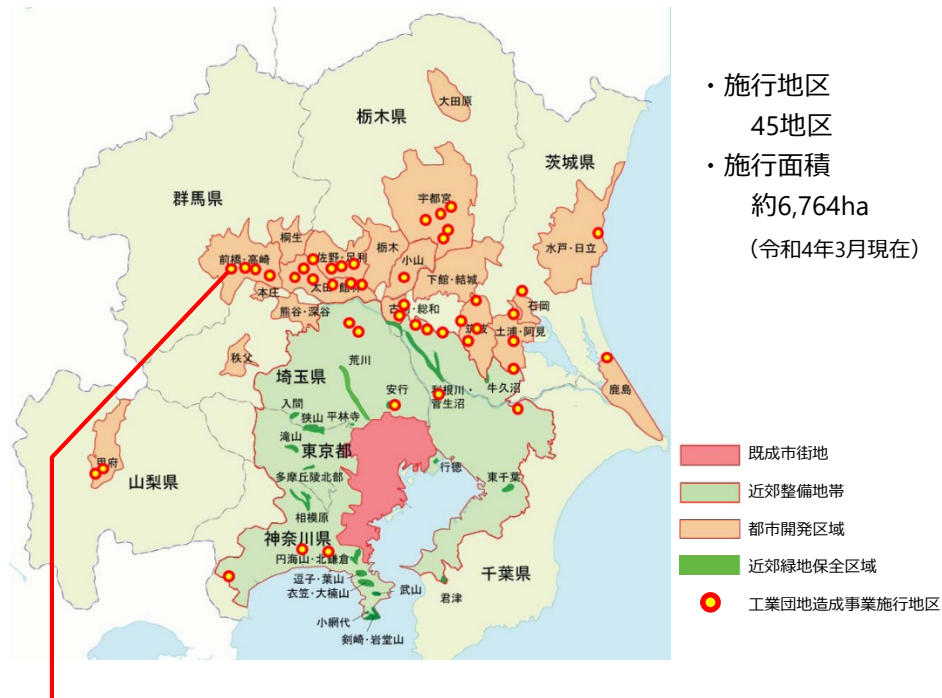 ・施行地区
45地区
・施行面積
約6,764ha
（令和4年3月現在）
大田原
栃木県
茨城県
群馬県
宇都宮
桐生
佐野・足利
栃木
水戸・日立
前橋・高崎
小山
太田・館林
下館・結城
本庄
石岡
熊谷・深谷
古河・総和
筑波
土浦・阿見
秩父
荒川
鹿島
埼玉県
安行
利根川・
菅生沼
牛久沼
入間
狭山
平林寺
滝山
東京都
甲府
山梨県
行徳
多摩丘陵北部
東千葉
相模原
神奈川県
円海山・北鎌倉
千葉県
逗子・葉山
衣笠・大楠山
武山
君津
小網代
剣崎・岩堂山
既成市街地
近郊整備地帯
都市開発区域
近郊緑地保全区域
工業団地造成事業施行地区